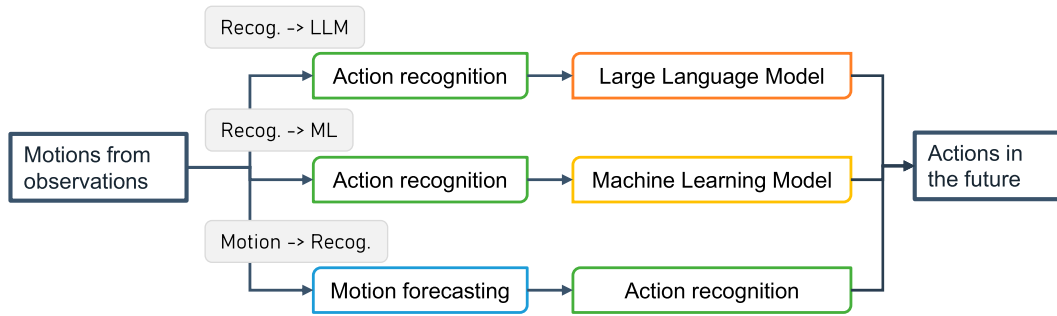 Recog. -> LLM
Action recognition
Large Language Model
Recog. -> ML
Motions from
observations
Action recognition
Machine Learning Model
Actions in
the future
Motion -> Recog.
Motion forecasting
Action recognition